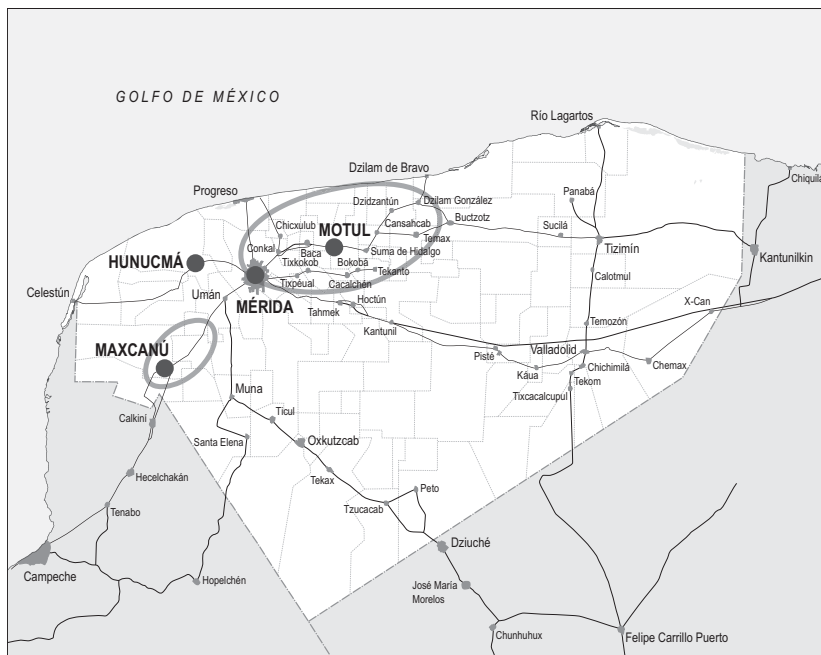 GOLFO DE MÉXICO
Río Lagartos
Dzilam de Bravo
Chiquilá
Progreso
Panabá
Dzidzantún
Dzilam González
Chicxulub
MOTUL
Cansahcab
Buctzotz
Sucilá
Conkal
Baca
Temax
Tizimín
Suma de Hidalgo
Kantunilkin
HUNUCMÁ
Tixkokob
Bokobá
Tekanto
Calotmul
Celestún
Umán
Tixpéual
Cacalchén
MÉRIDA
Hoctún
Tahmek
X-Can
Kantunil
Temozón
MAXCANÚ
Pisté
Valladolid
Káua
Chichimilá
Chemax
Tekom
Muna
Tixcacalcupul
Calkiní
Ticul
Santa Elena
Oxkutzcab
Hecelchakán
Tekax
Peto
Tzucacab
Tenabo
Dziuché
Campeche
Hopelchén
José María
Morelos
Chunhuhux
Felipe Carrillo Puerto